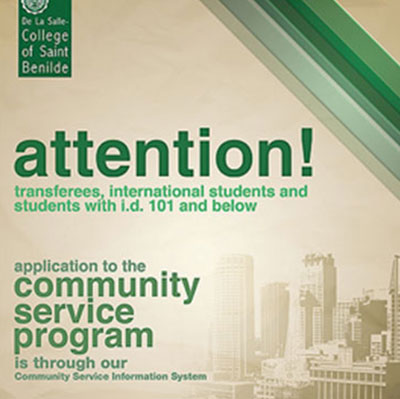 De La Salle-
College
of Saint
Benilde
attention!
transferees, international students and
students with i.d. 101 and below
application to the
community
service
program
is through our
Community Service Information System